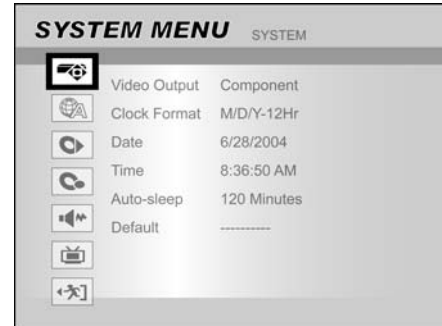 SYSTEM MENU SYSTEM
Video Output Component
Clock Format M/D/Y-12Hr
Date 6/28/2004
Time 8:36:50 AM
Auto-sleep 120 Minutes
Default ----------